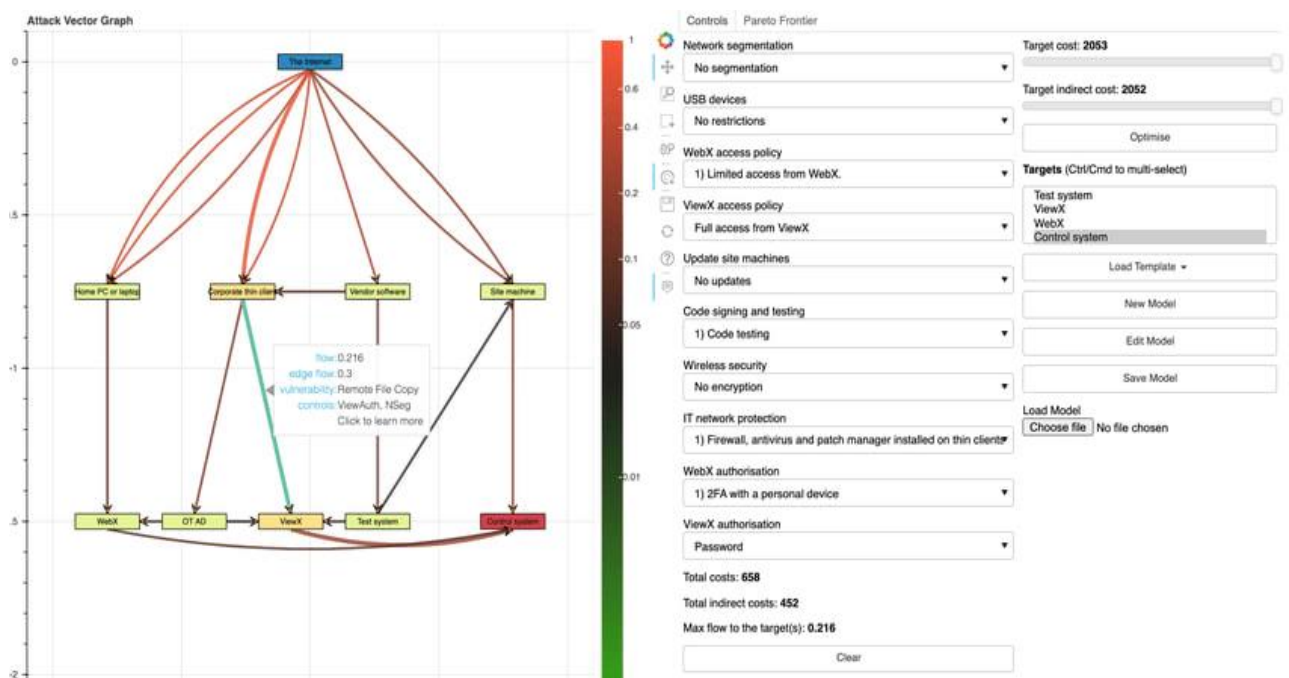 Attack Vector Graph
0
.5
-1
.5
-2
The Internet
Home PC or laptop
Corporate thin client
Vendor software
Site machine
flow: 0.216
edge flow: 0.3
vulnerability: Remote File Copy
controls: ViewAuth, NSeg
Click to learn more
WebX
OT AD
ViewX
Test system
Control system
1
0.6
0.4
0.2
0.1
0.05
0.01
Controls
Pareto Frontier
Network segmentation
No segmentation
USB devices
No restrictions
WebX access policy
1) Limited access from WebX.
ViewX access policy
Full access from ViewX
Update site machines
No updates
Code signing and testing
1) Code testing
Wireless security
No encryption
IT network protection
1) Firewall, antivirus and patch manager installed on thin clients
WebX authorisation
1) 2FA with a personal device
ViewX authorisation
Password
Total costs: 658
Total indirect costs: 452
Max flow to the target(s): 0.216
Clear
Target cost: 2053
Target indirect cost: 2052
Optimise
Targets (Ctrl/Cmd to multi-select)
Test system
ViewX
WebX
Control system
Load Template
New Model
Edit Model
Save Model
Load Model
Choose file No file chosen